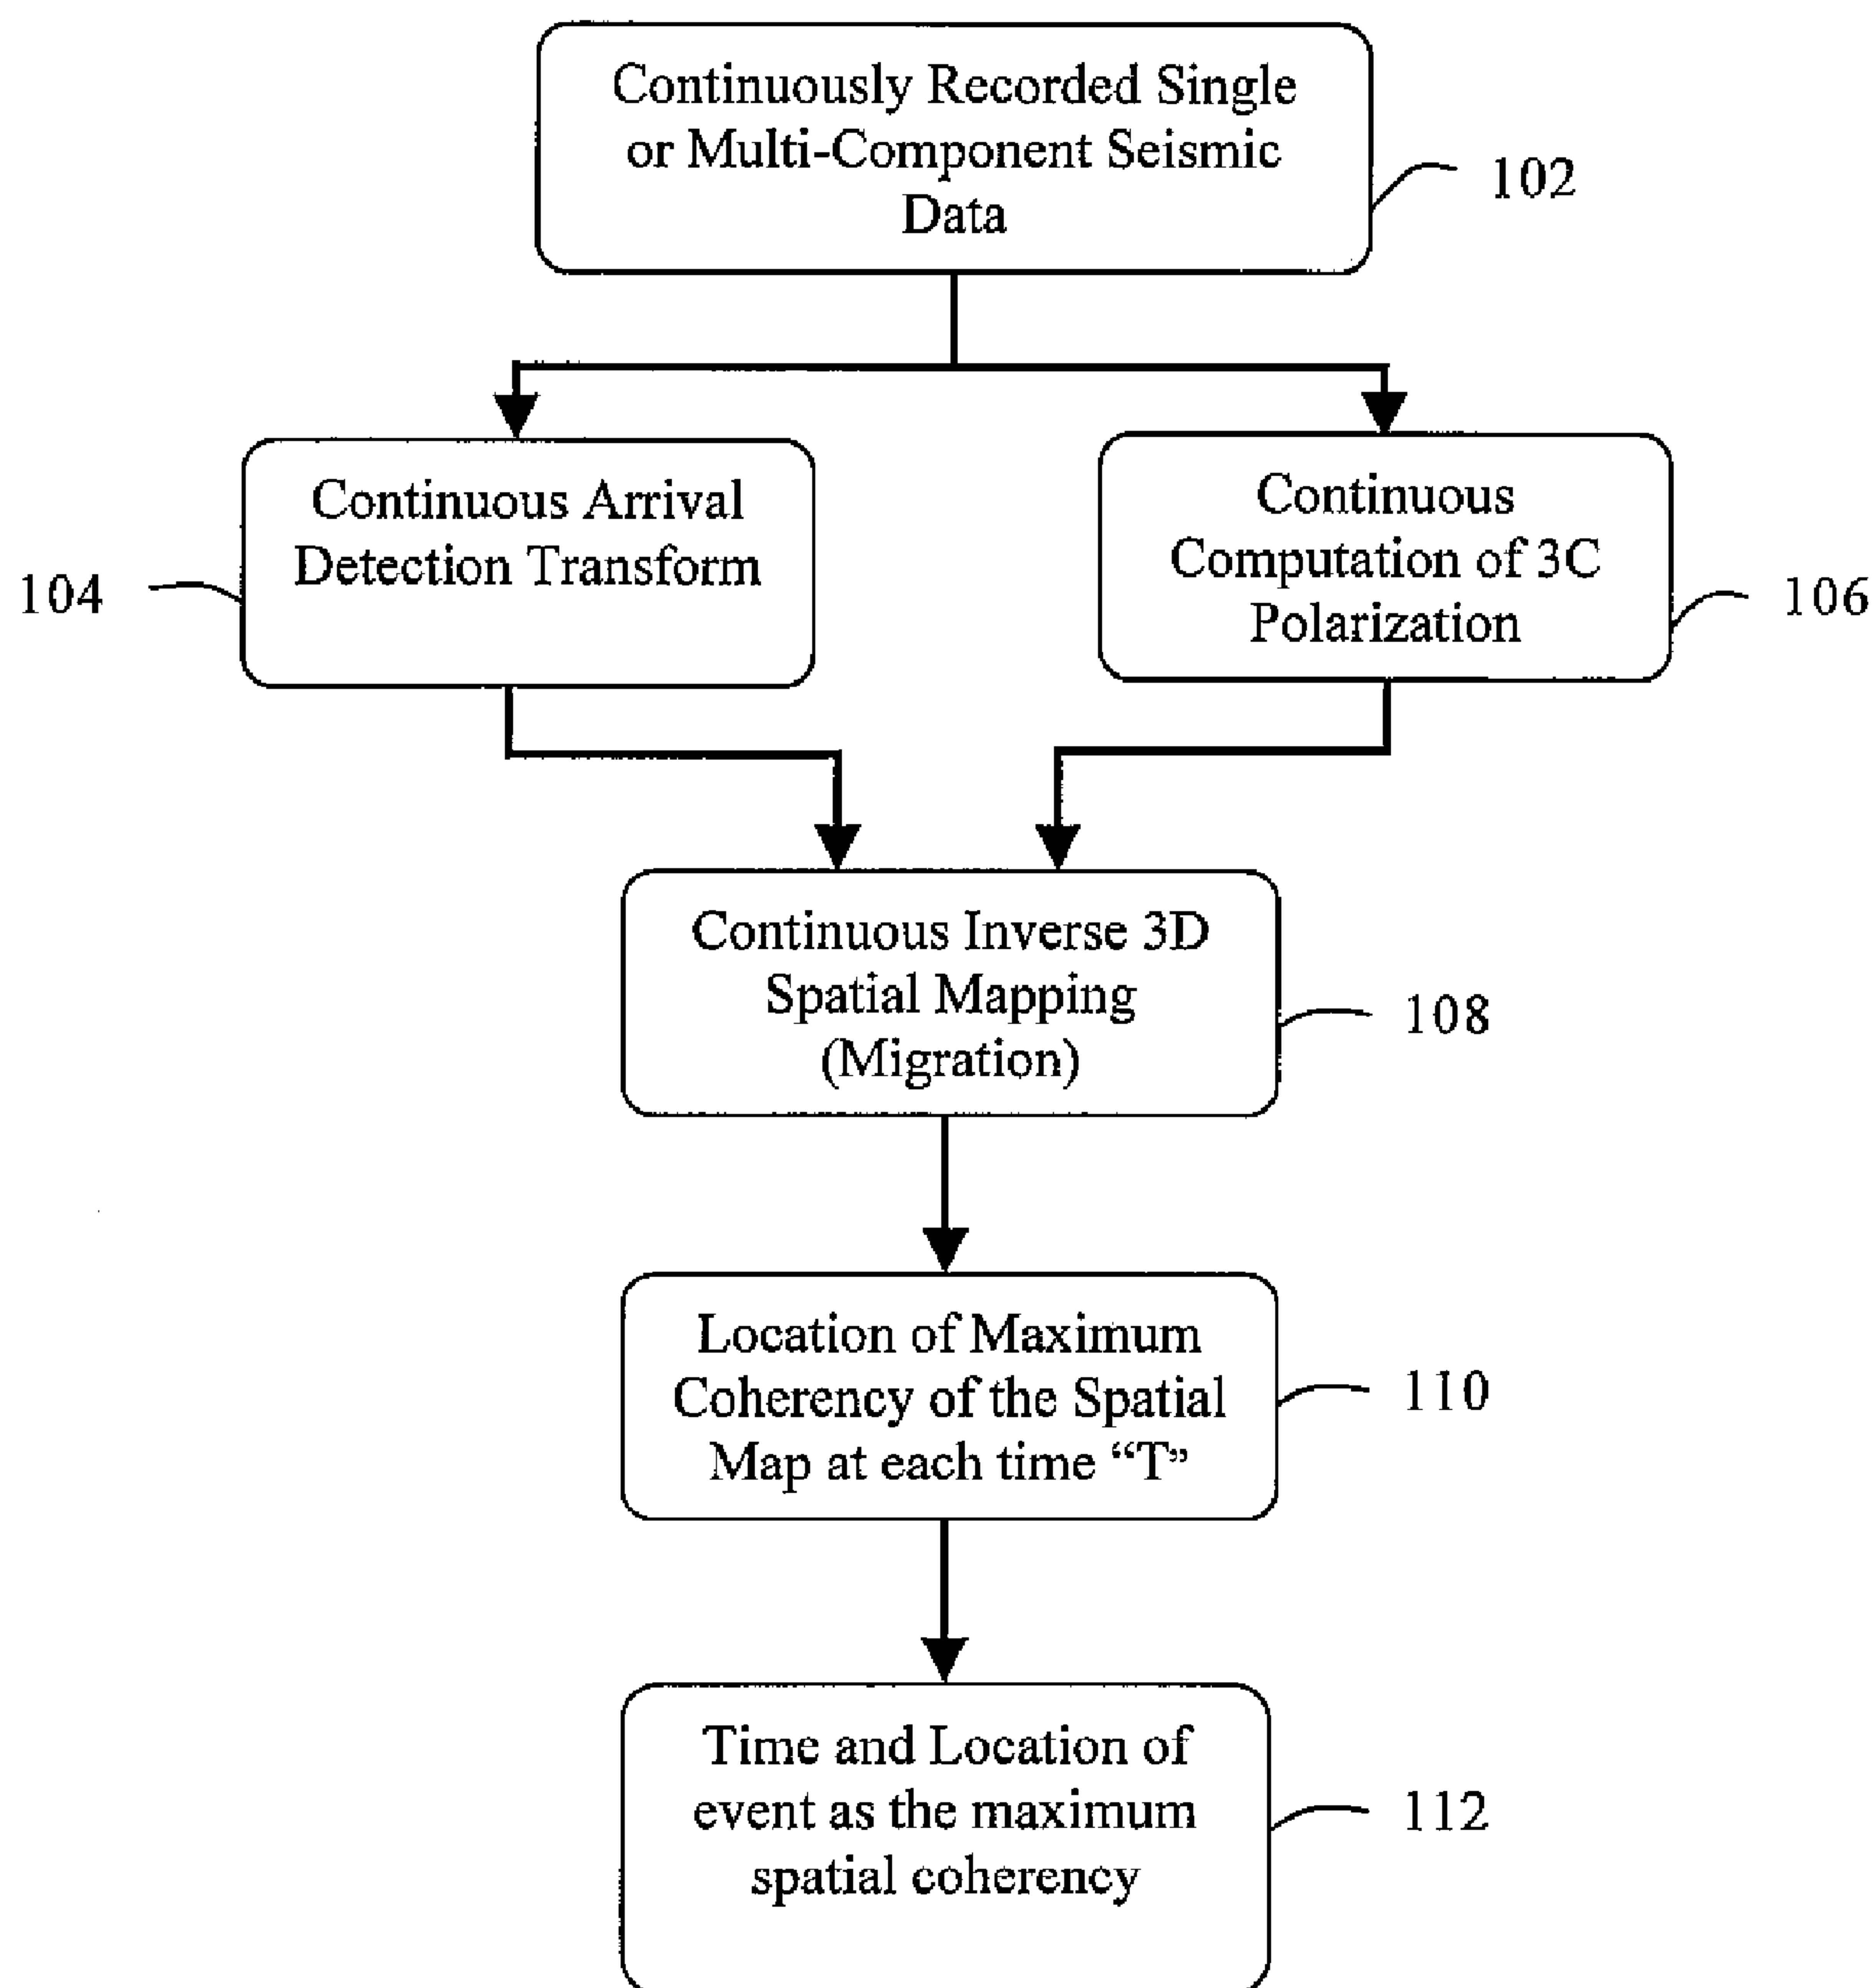 Continuously Recorded Single
or Multi-Component Seismic
Data
102
Continuous Arrival
Detection Transform
104
Continuous
Computation of 3C
Polarization
106
Continuous Inverse 3D
Spatial Mapping
(Migration)
108
Location of Maximum
Coherency of the Spatial
Map at each time “T”
110
Time and Location of
event as the maximum
spatial coherency
112